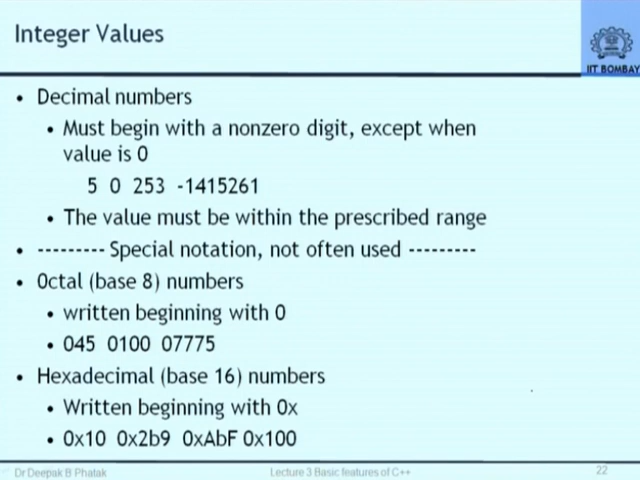 Integer Values
IIT BOMBAY
• Decimal numbers
• Must begin with a nonzero digit, except when
value is 0
5 0 253 -1415261
• The value must be within the prescribed range
• --------- Special notation, not often used ---------
• Octal (base 8) numbers
• written beginning with 0
• 045 0100 07775
• Hexadecimal (base 16) numbers
• Written beginning with 0x
• 0x10 0x2b9 0xAbF 0x100
Dr Deepak B Phatak
Lecture 3 Basic features of C++
22